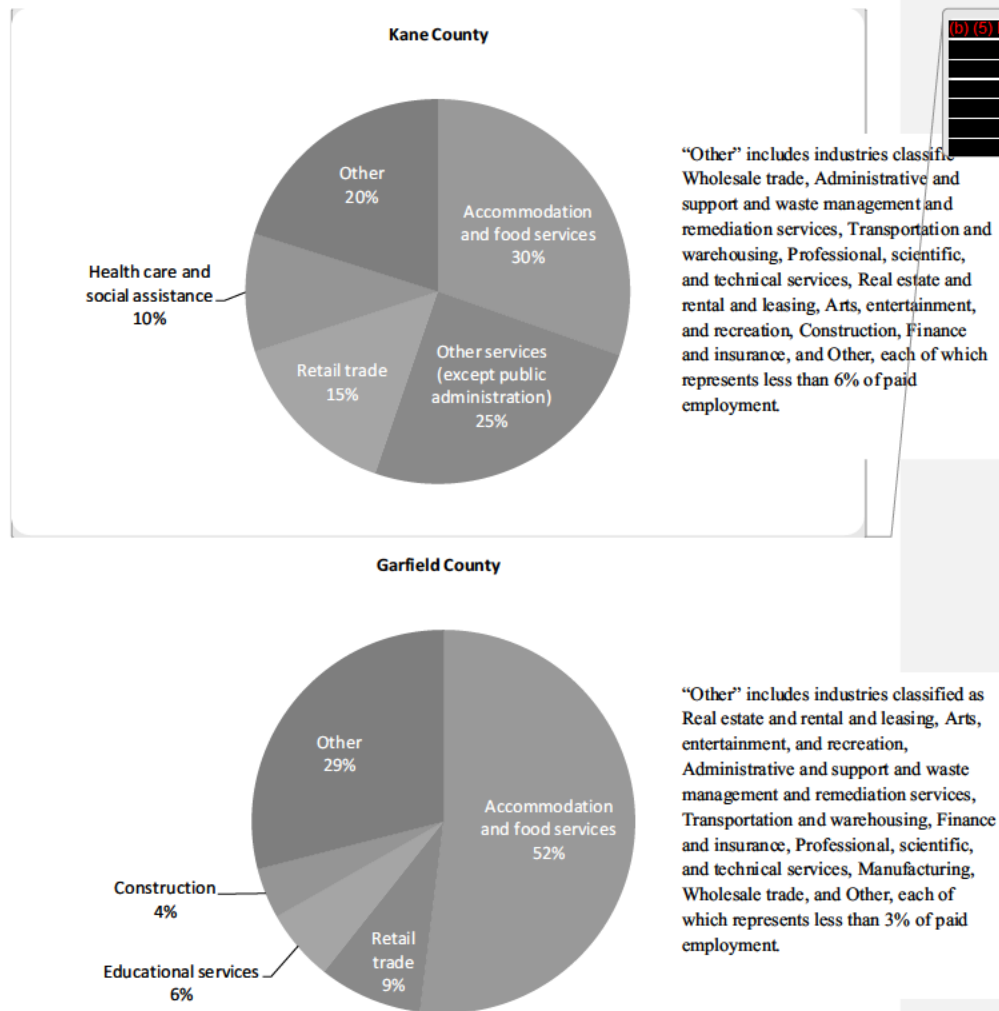 Kane County
(b) (5)
Other
20%
Accommodation
and food services
30%
Health care and
social assistance
10%
Retail trade
15%
Other services
(except public
administration)
25%
“Other” includes industries
Wholesale trade, Administrative and
support and waste management and
remediation services, Transportation and
warehousing, Professional, scientific,
and technical services, Real estate and
rental and leasing, Arts, entertainment,
and recreation, Construction, Finance
and insurance, and Other, each of which
represents less than 6% of paid
employment.
Garfield County
Other
29%
Accommodation
and food services
52%
Construction
4%
Educational services
6%
Retail
trade
9%
“Other” includes industries classified as
Real estate and rental and leasing, Arts,
entertainment, and recreation,
Administrative and support and waste
management and remediation services,
Transportation and warehousing, Finance
and insurance, Professional, scientific,
and technical services, Manufacturing,
Wholesale trade, and Other, each of
which represents less than 3% of paid
employment.